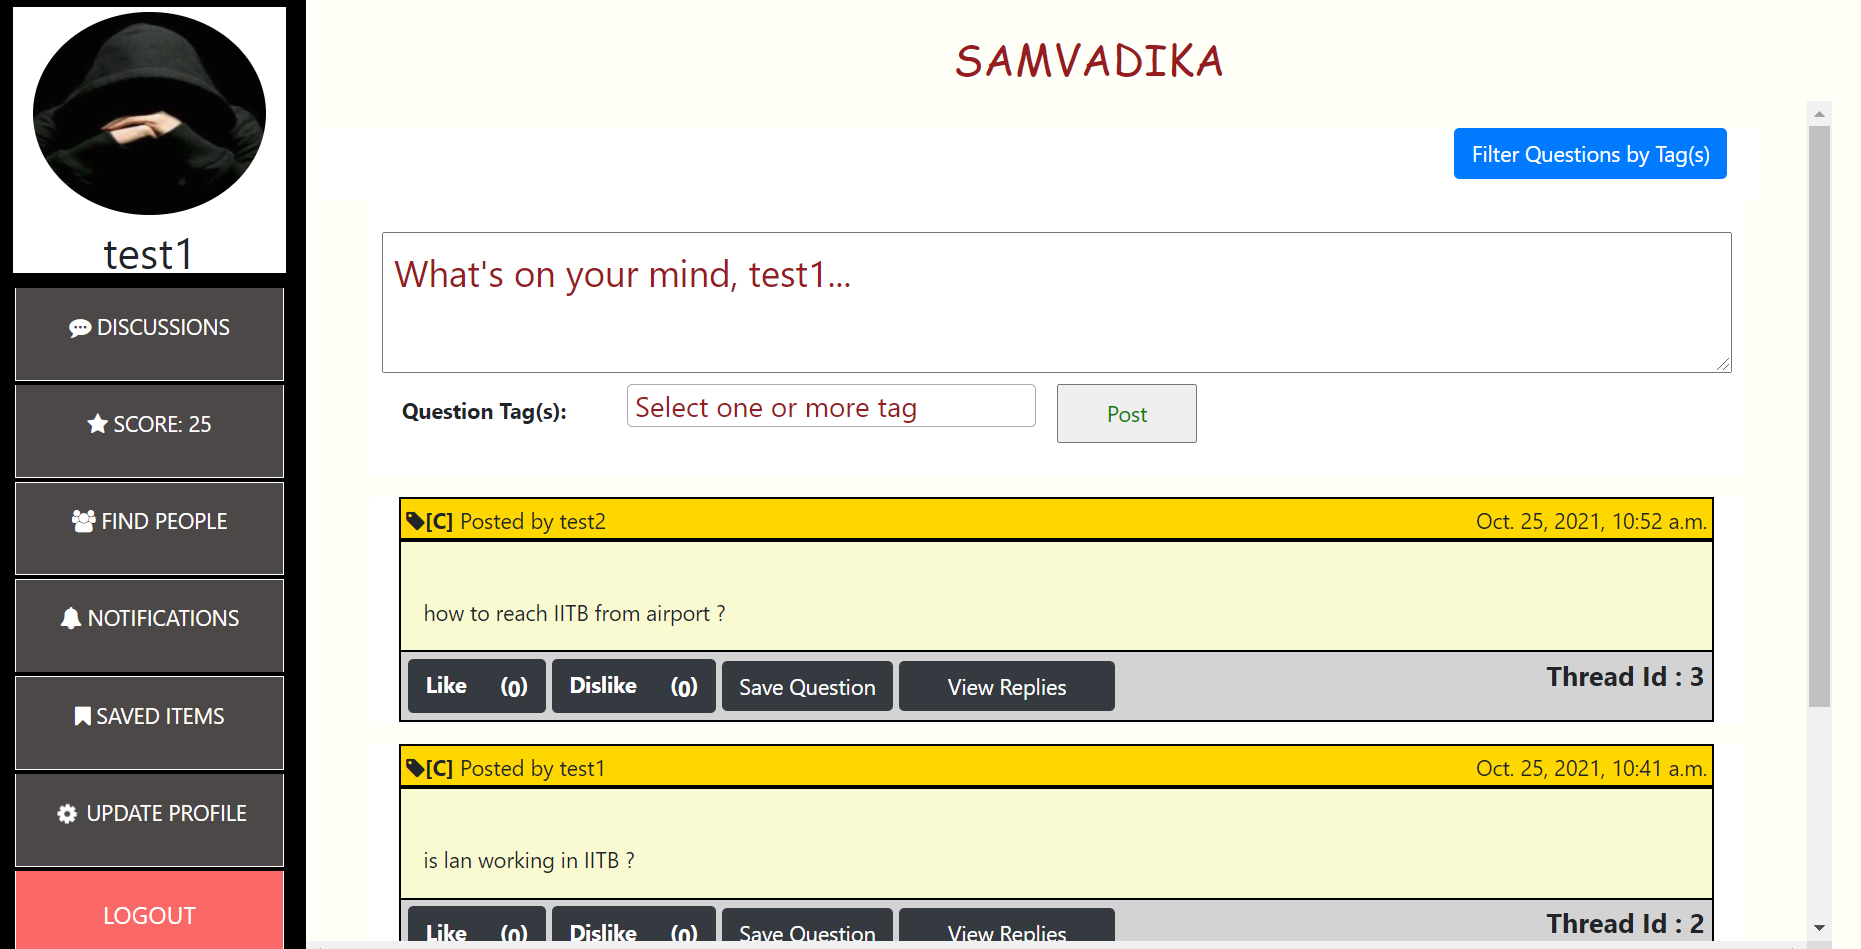 SAMVADIKA
test1
DISCUSSIONS
SCORE: 25
FIND PEOPLE
NOTIFICATIONS
SAVED ITEMS
UPDATE PROFILE
LOGOUT
Filter Questions by Tag(s)
What's on your mind, test1...
Question Tag(s): Select one or more tag Post
[C] Posted by test2 Oct. 25, 2021, 10:52 a.m.
how to reach IITB from airport ?
Like (0) Dislike (0) Save Question View Replies Thread Id : 3
[C] Posted by test1 Oct. 25, 2021, 10:41 a.m.
is lan working in IITB ?
Like (0) Dislike (0) Save Question View Replies Thread Id : 2